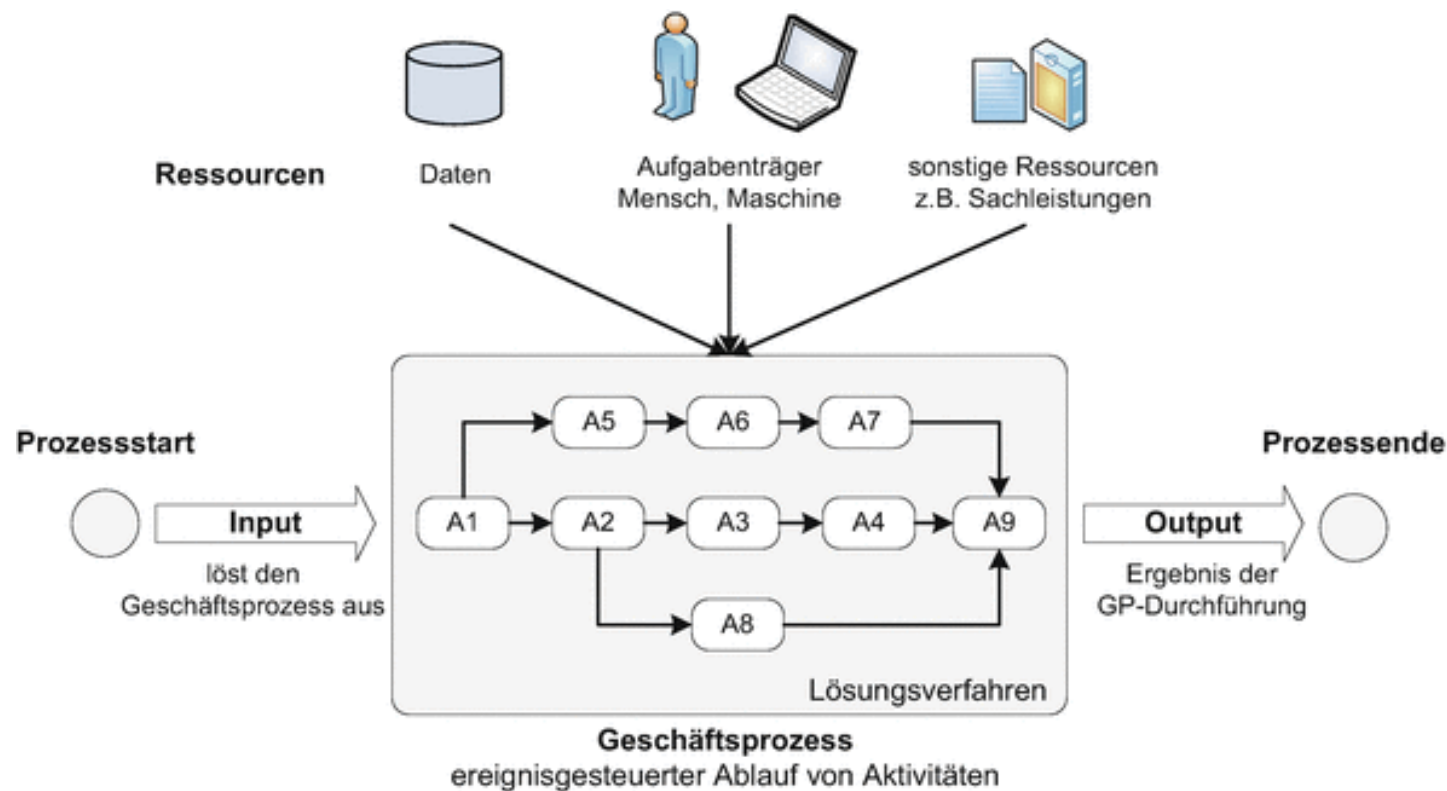 Ressourcen
Daten
Aufgabenträger
Mensch, Maschine
sonstige Ressourcen
z.B. Sachleistungen
Prozessstart
Input
löst den
Geschäftsprozess aus
A5
A6
A7
A1
A2
A3
A4
A9
A8
Lösungsverfahren
Prozessende
Output
Ergebnis der
GP-Durchführung
Geschäftsprozess
ereignisgesteuerter Ablauf von Aktivitäten